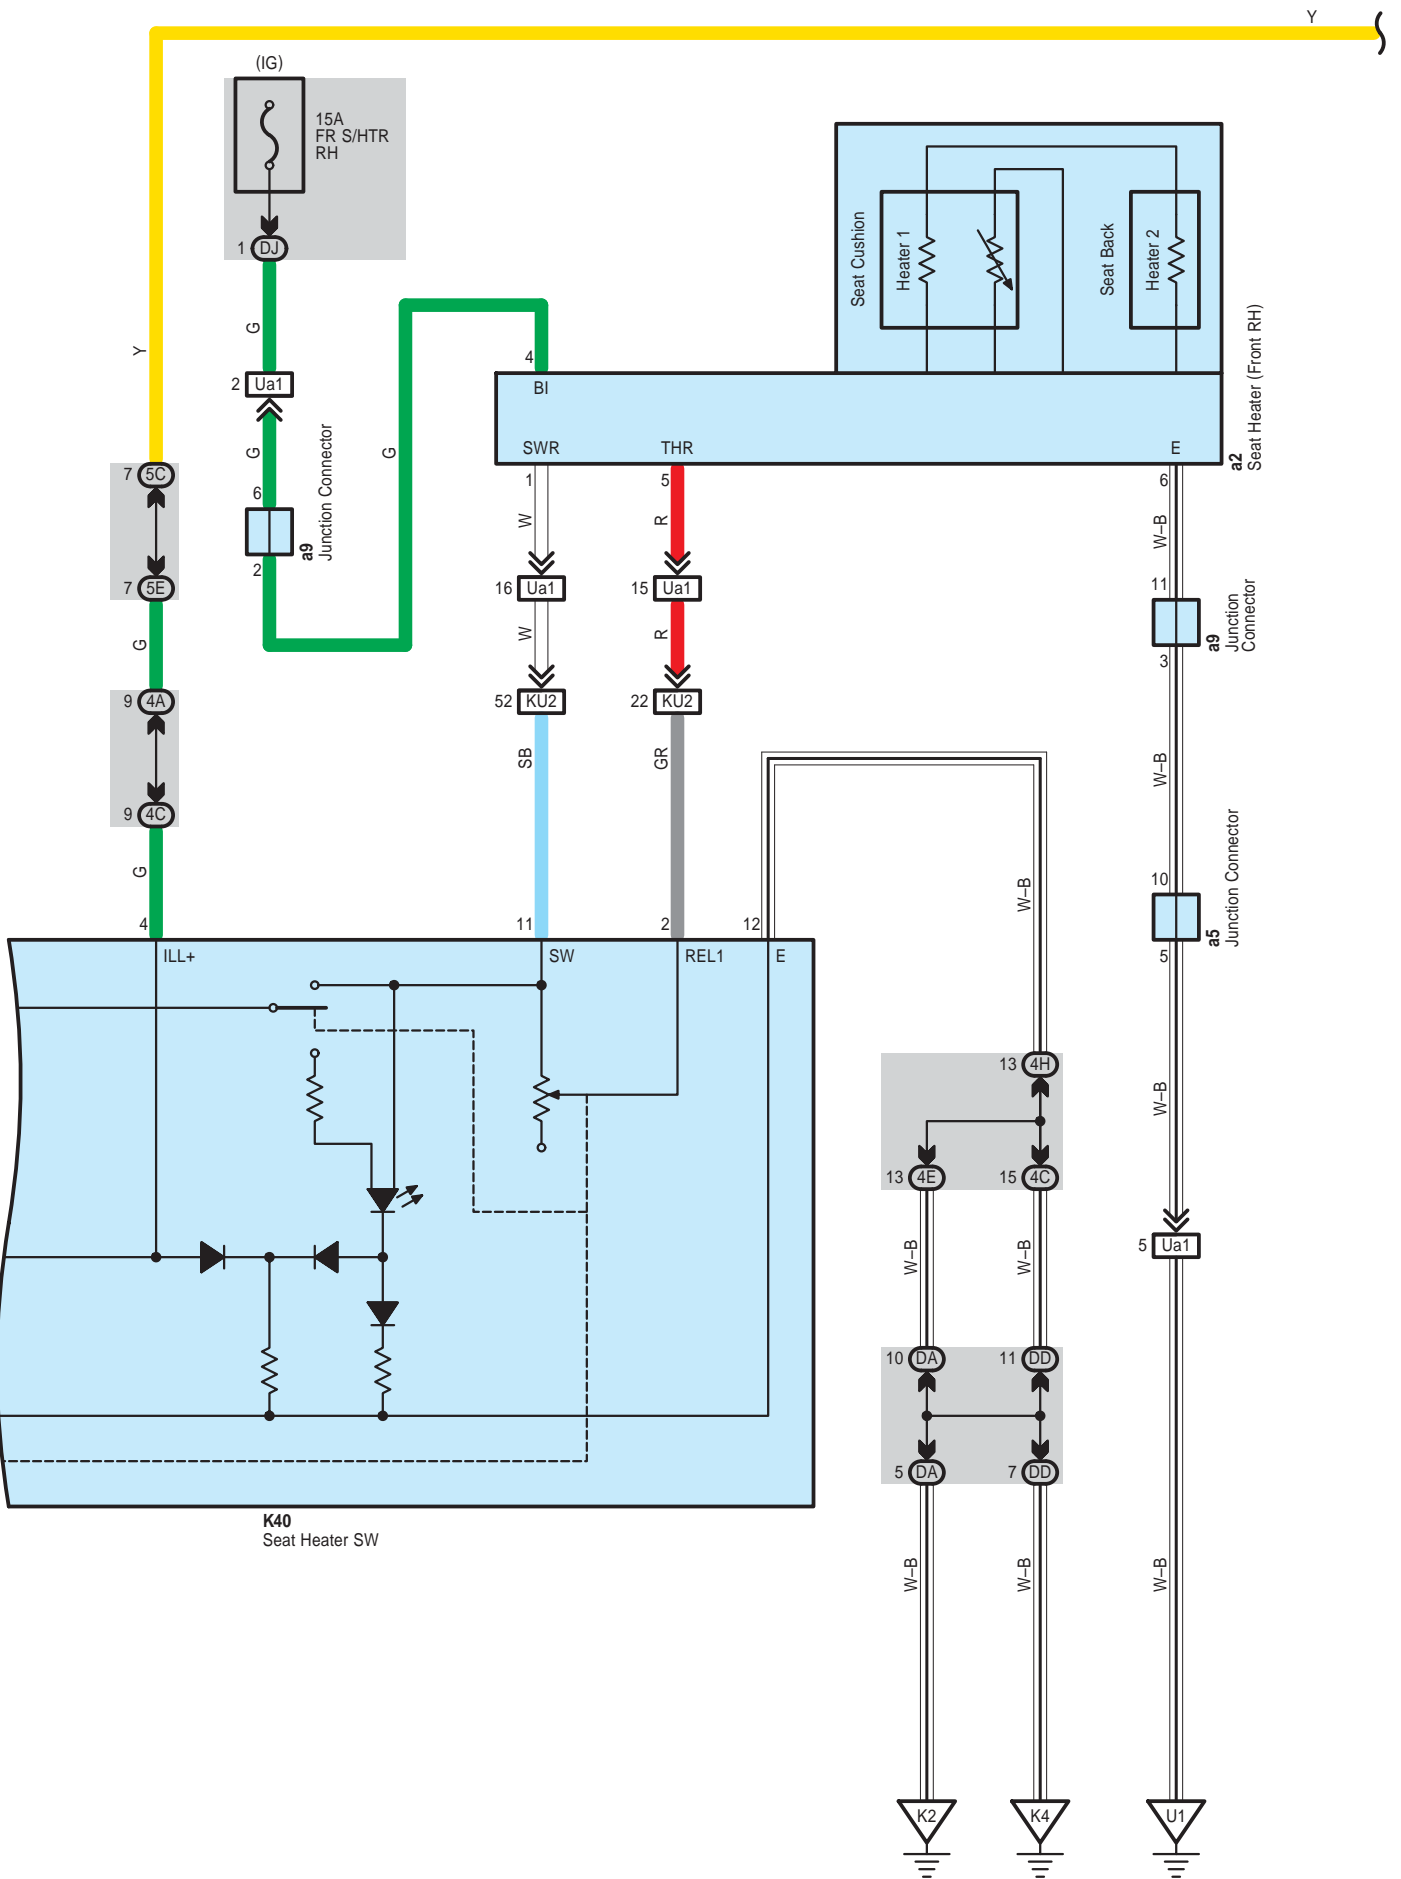 Y
(IG)
15A
FR S/HTR
RH
1 DJ
G
2 Ua1
G
6
a9
Junction Connector
2
G
Y
7 5C
7 5E
G
9 4A
9 4C
G
4
BI
SWR
THR
E
Seat Cushion
Heater 1
Seat Back
Heater 2
a2
Seat Heater (Front RH)
1
5
6
W
R
W–B
16 Ua1
15 Ua1
11
a9
Junction
Connector
3
W
R
52 KU2
22 KU2
SB
GR
W–B
W–B
10
a5
Junction Connector
5
4
11
2
12
ILL+
SW
REL1
E
13 4H
W–B
13 4E
15 4C
5 Ua1
W–B
W–B
10 DA
11 DD
5 DA
7 DD
K40
Seat Heater SW
W–B
W–B
W–B
K2
K4
U1